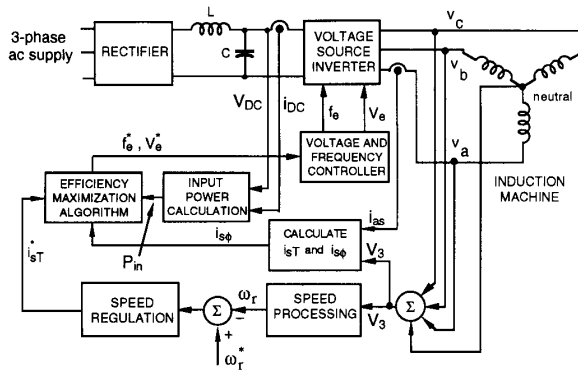 3-phase
ac supply
RECTIFIER
L
C
V_DC
i_DC
VOLTAGE
SOURCE
INVERTER
v_c
v_b
v_a
neutral
INDUCTION
MACHINE
f_e
V_e
f_e^*, V_e^*
VOLTAGE AND
FREQUENCY
CONTROLLER
EFFICIENCY
MAXIMIZATION
ALGORITHM
INPUT
POWER
CALCULATION
P_in
i_sφ
i_as
CALCULATE
i_sT and i_sφ
V_3
i_sT^*
SPEED
REGULATION
Σ
−
+
ω_r
ω_r^*
SPEED
PROCESSING
V_3
Σ